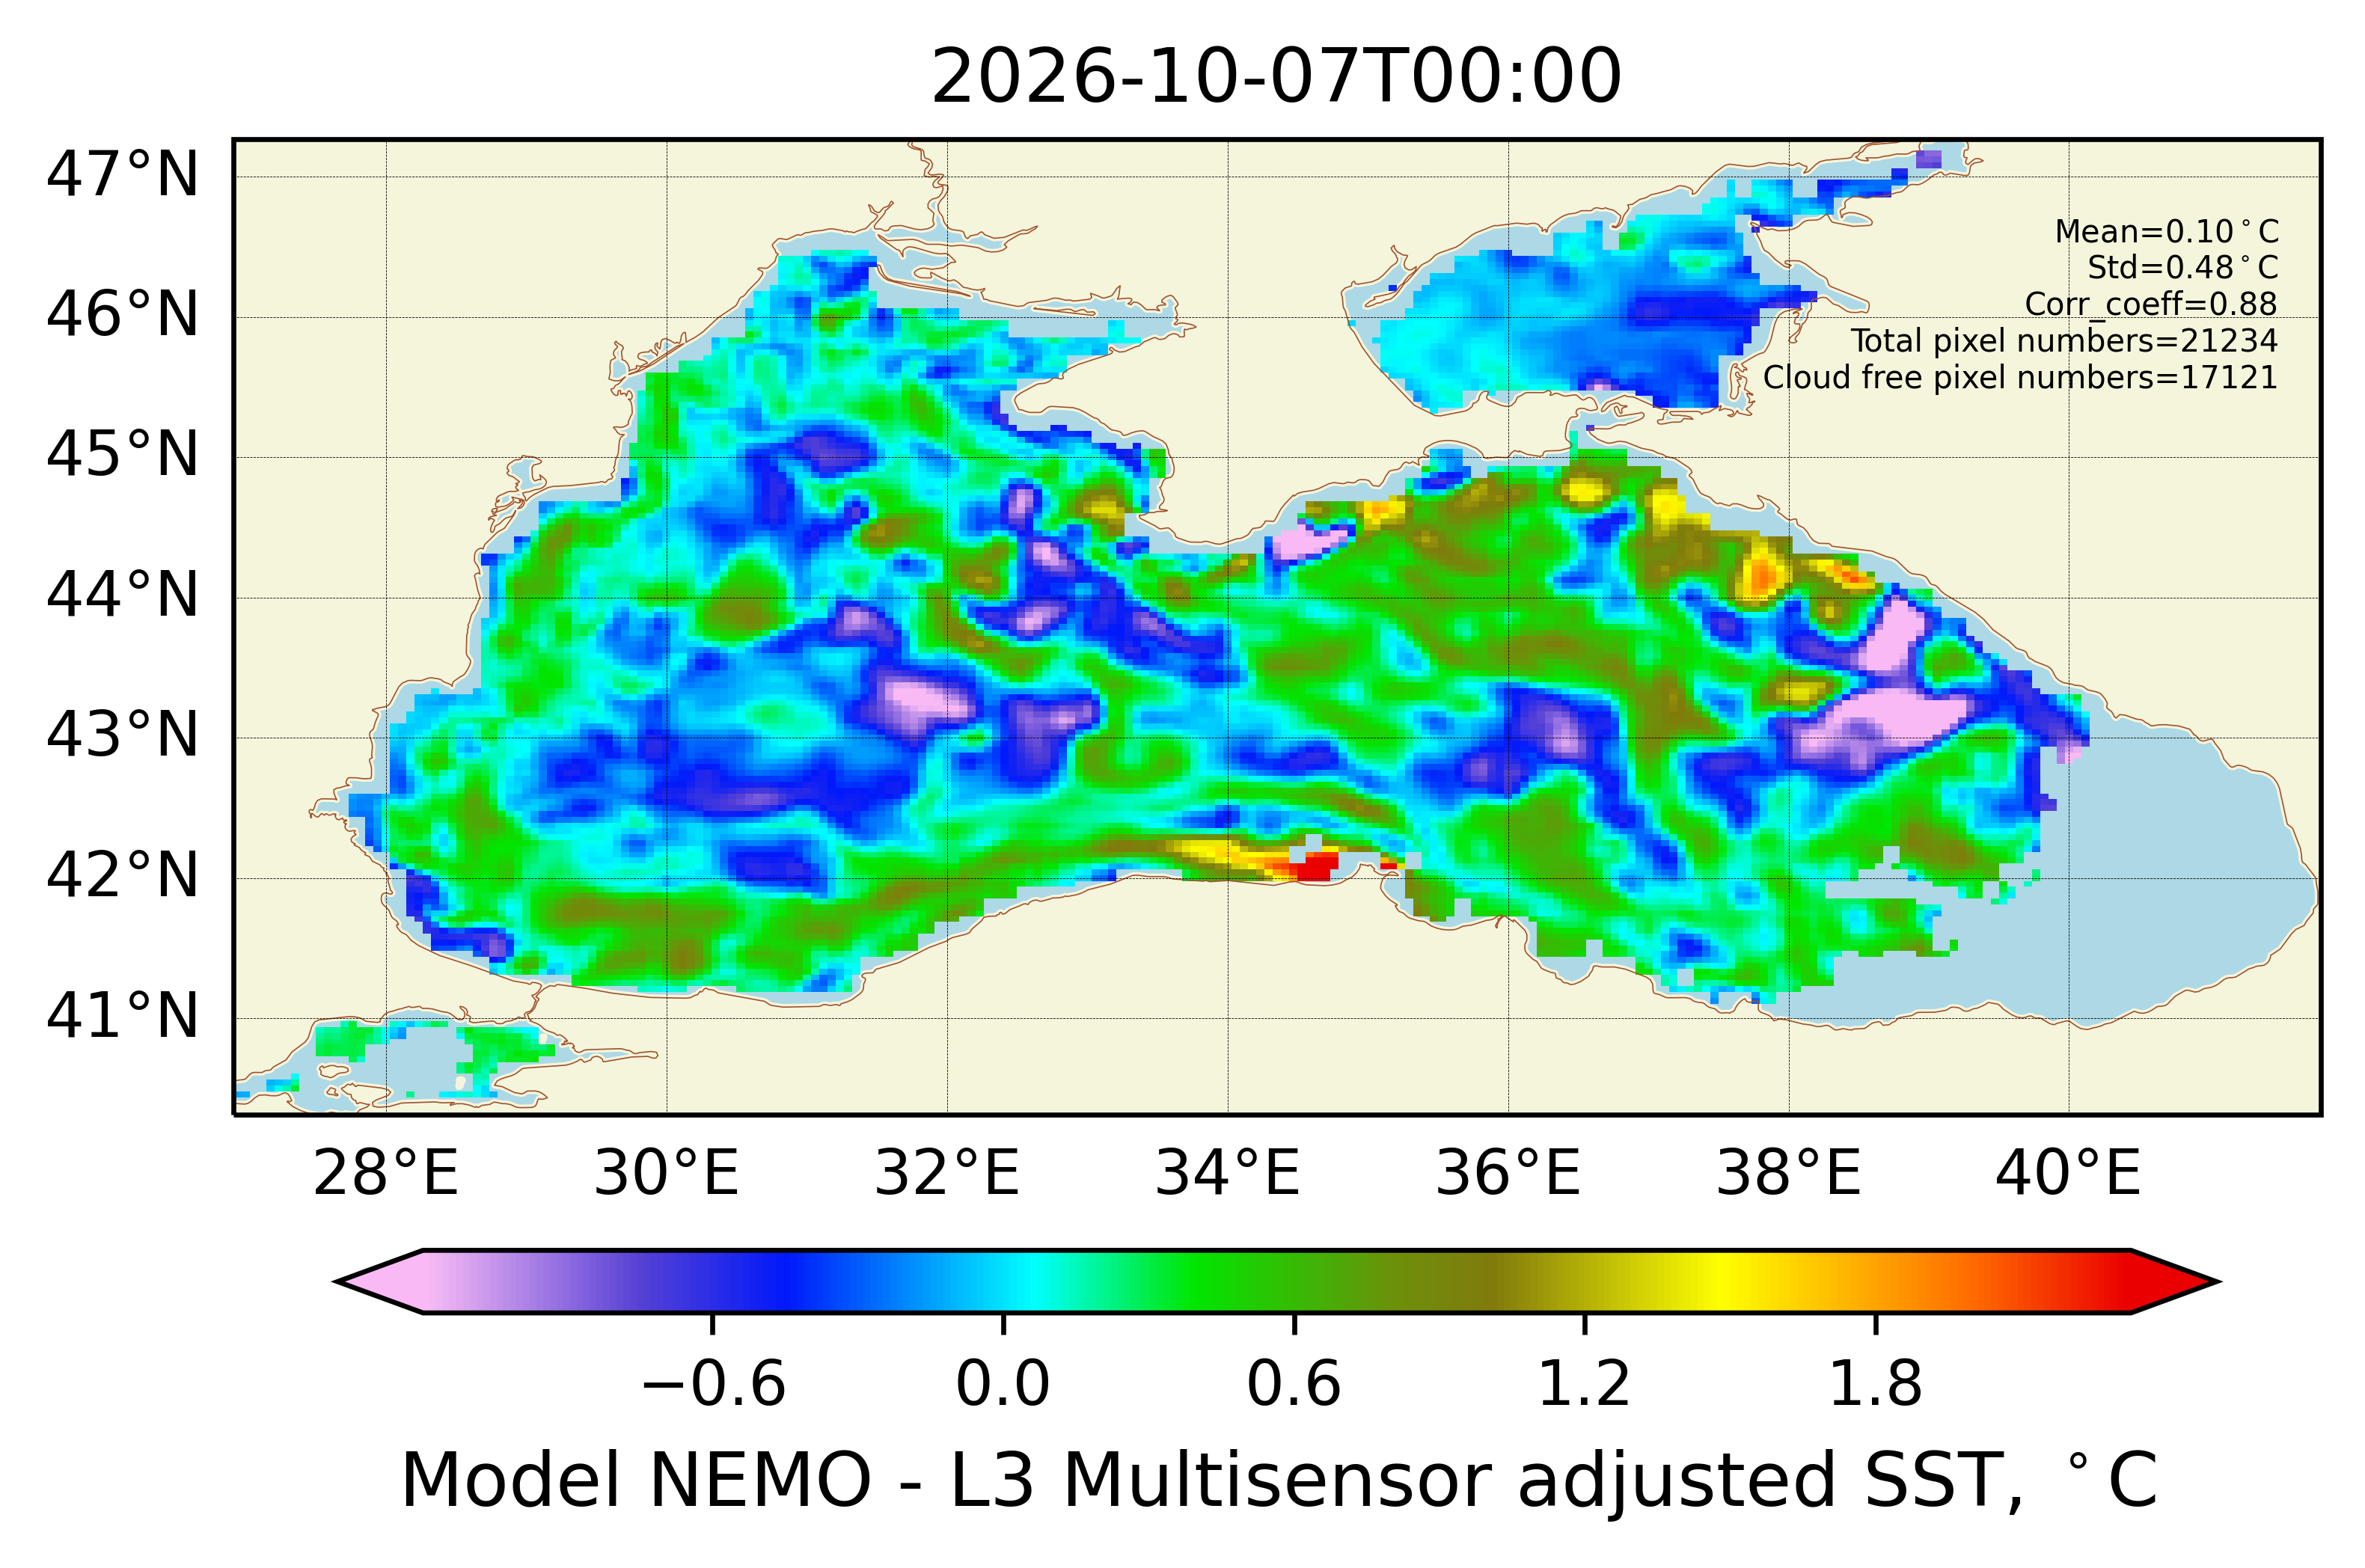 2026-10-07T00:00
47°N
46°N
45°N
44°N
43°N
42°N
41°N
Mean=0.10°C
Std=0.48°C
Corr_coeff=0.88
Total pixel numbers=21234
Cloud free pixel numbers=17121
28°E 30°E 32°E 34°E 36°E 38°E 40°E
−0.6 0.0 0.6 1.2 1.8
Model NEMO - L3 Multisensor adjusted SST, °C